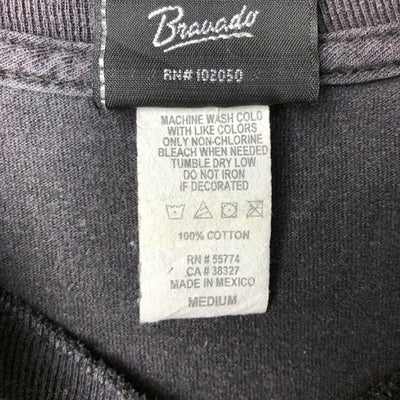 Bravado
RN# 102050
MACHINE WASH COLD
WITH LIKE COLORS
ONLY NON-CHLORINE
BLEACH WHEN NEEDED
TUMBLE DRY LOW
DO NOT IRON
IF DECORATED
100% COTTON
RN # 55774
CA # 38327
MADE IN MEXICO
MEDIUM